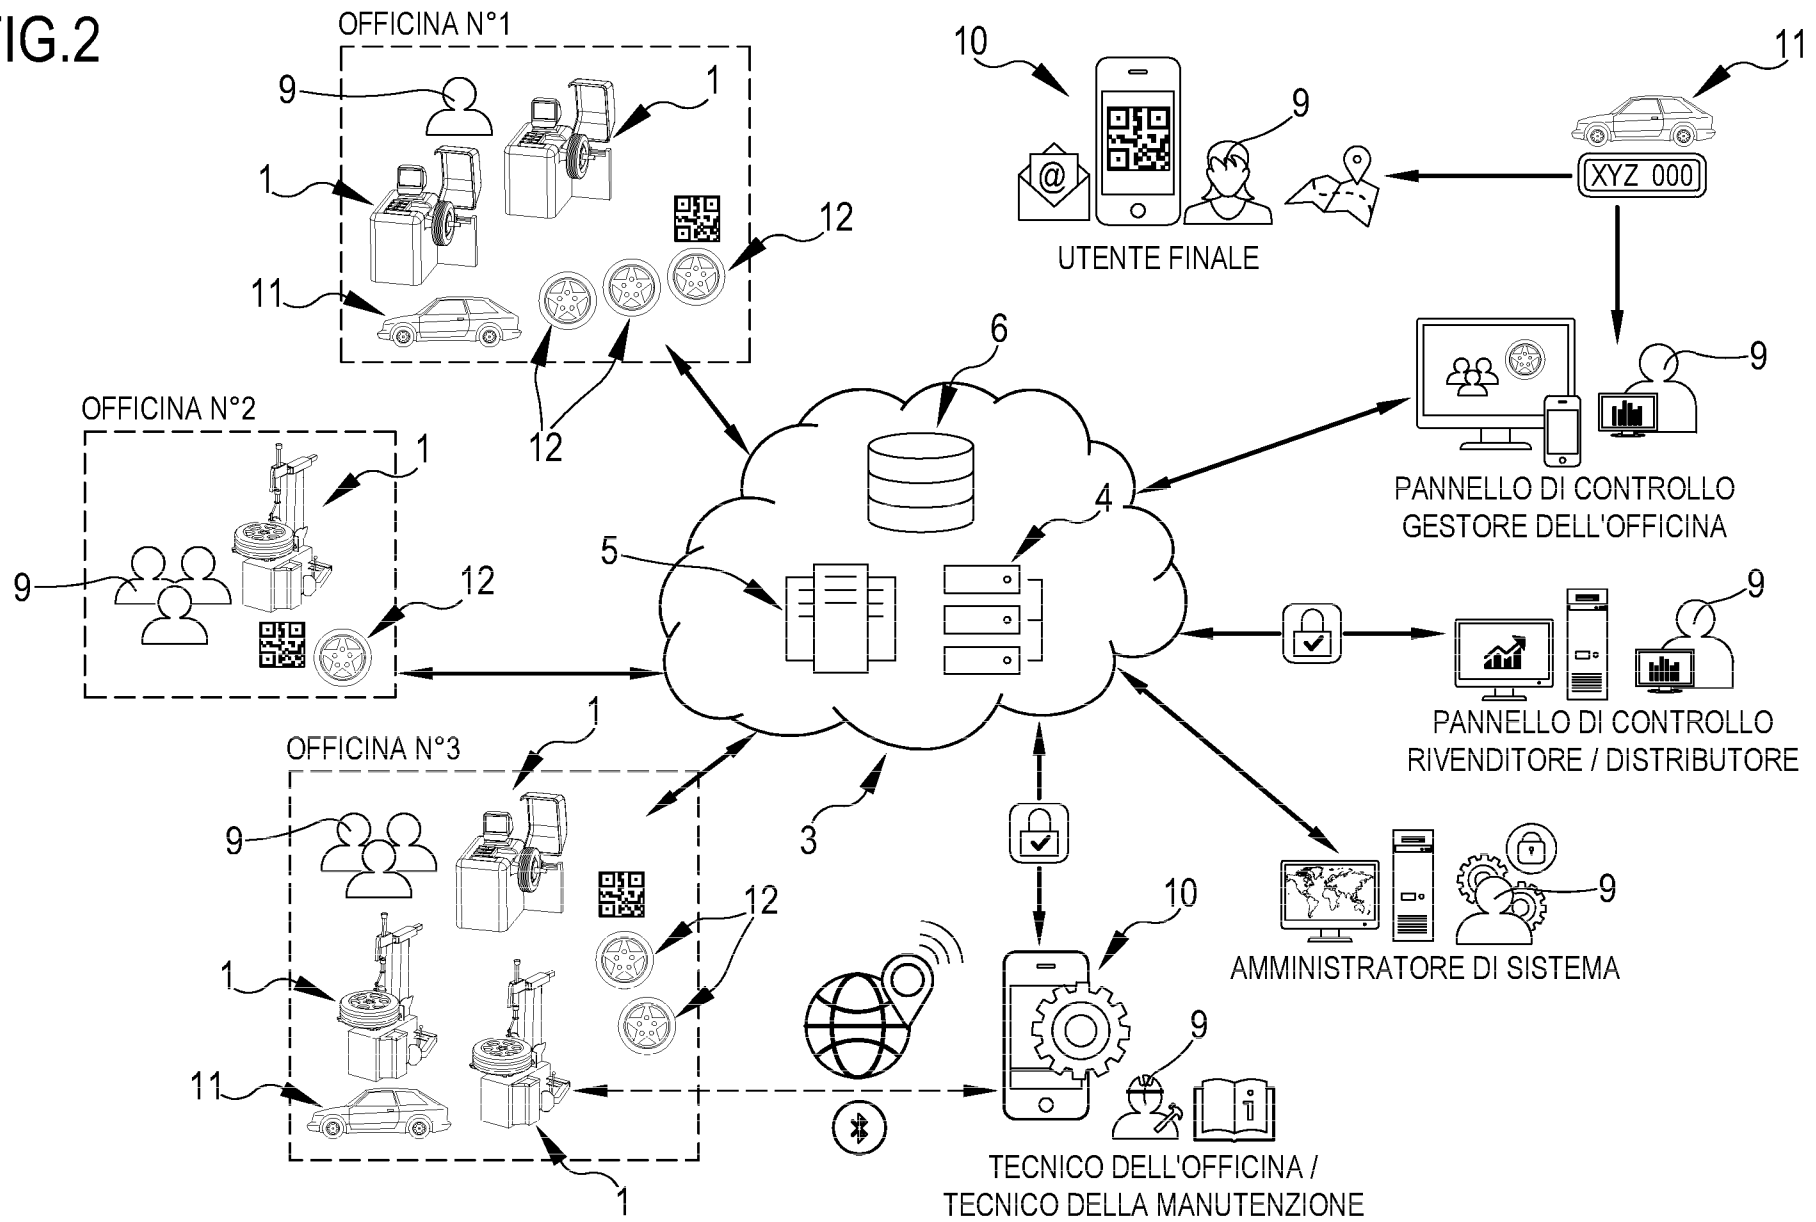 IG.2
OFFICINA N°1
9
1
1
12
11
12
10
9
11
@
XYZ 000
UTENTE FINALE
6
9
OFFICINA N°2
1
9
12
4
5
3
PANNELLO DI CONTROLLO
GESTORE DELL'OFFICINA
9
PANNELLO DI CONTROLLO
RIVENDITORE / DISTRIBUTORE
OFFICINA N°3
1
9
12
1
11
1
9
AMMINISTRATORE DI SISTEMA
10
9
i
TECNICO DELL'OFFICINA /
TECNICO DELLA MANUTENZIONE